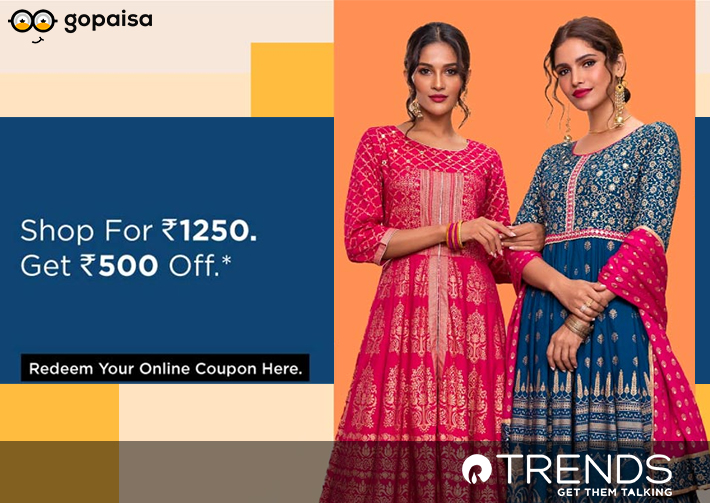 gopaisa
Shop For ₹1250.
Get ₹500 Off.*
Redeem Your Online Coupon Here.
TRENDS
GET THEM TALKING